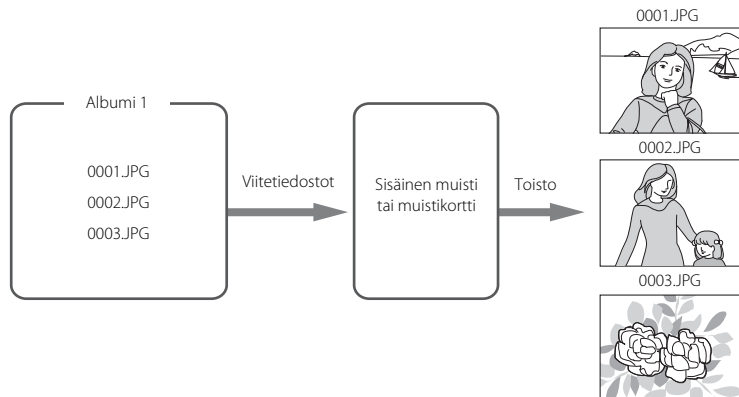 Albumi 1
0001.JPG
0002.JPG
0003.JPG
Viitetiedostot
Sisäinen muisti
tai muistikortti
Toisto
0001.JPG
0002.JPG
0003.JPG